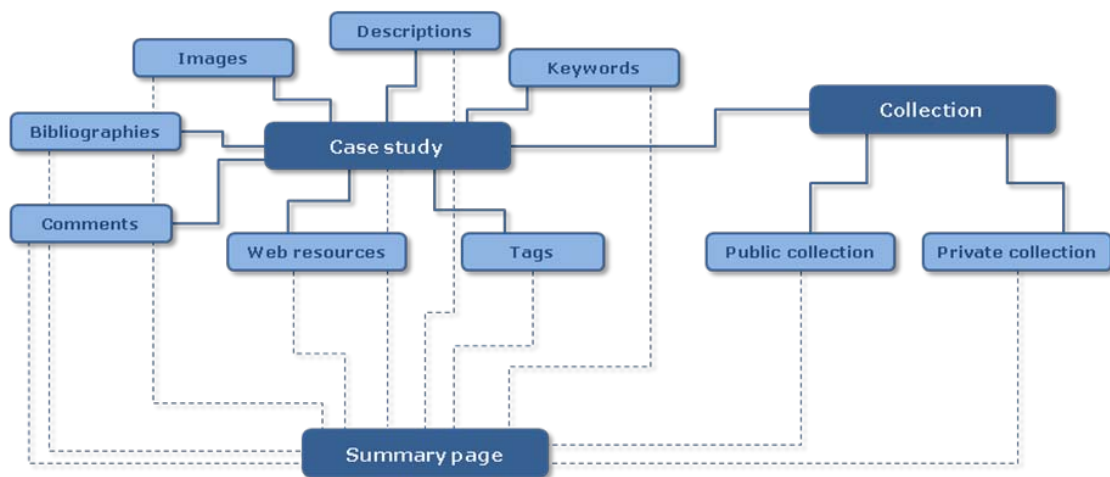 Descriptions
Images
Keywords
Collection
Bibliographies
Case study
Comments
Web resources
Tags
Public collection
Private collection
Summary page